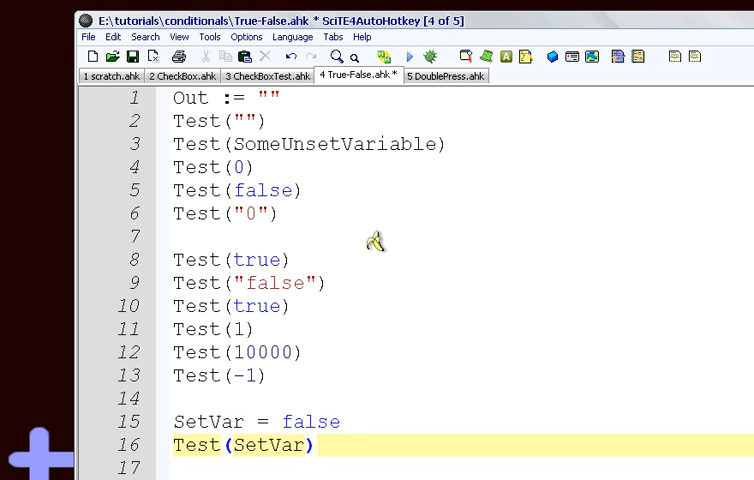 E:\tutorials\conditionals\True-False.ahk * SciTE4AutoHotkey [4 of 5]
File Edit Search View Tools Options Language Tabs Help
1 scratch.ahk 2 CheckBox.ahk 3 CheckBoxTest.ahk 4 True-False.ahk * 5 DoublePress.ahk
1 Out := ""
2 Test("")
3 Test(SomeUnsetVariable)
4 Test(0)
5 Test(false)
6 Test("0")
7
8 Test(true)
9 Test("false")
10 Test(true)
11 Test(1)
12 Test(10000)
13 Test(-1)
14
15 SetVar = false
16 Test(SetVar)
17